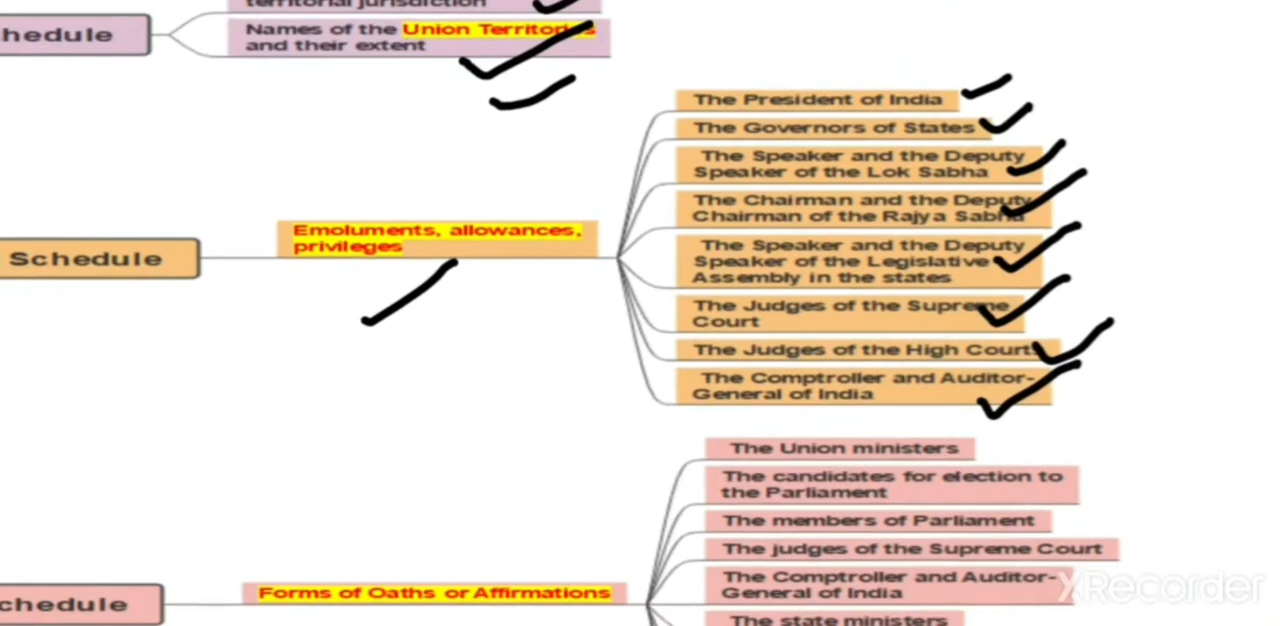 territorial jurisdiction
hedule
Names of the Union Territories
and their extent
The President of India
The Governors of States
The Speaker and the Deputy
Speaker of the Lok Sabha
The Chairman and the Deputy
Chairman of the Rajya Sabha
Schedule
Emoluments, allowances,
privileges
The Speaker and the Deputy
Speaker of the Legislative
Assembly in the states
The Judges of the Supreme
Court
The Judges of the High Courts
The Comptroller and Auditor-
General of India
The Union ministers
The candidates for election to
the Parliament
The members of Parliament
The judges of the Supreme Court
chedule
Forms of Oaths or Affirmations
The Comptroller and Auditor-
General of India
The state ministers
XRecorder